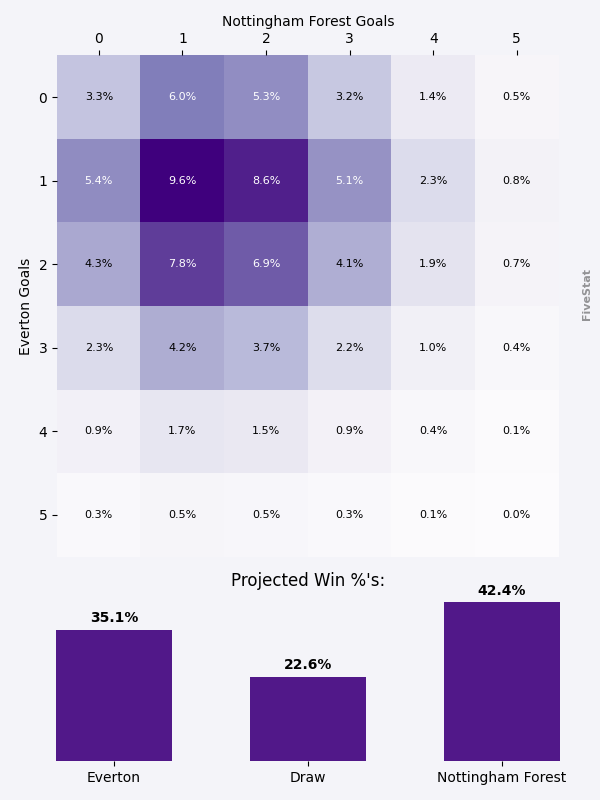 Nottingham Forest Goals
0 1 2 3 4 5
0 3.3% 6.0% 5.3% 3.2% 1.4% 0.5%
1 5.4% 9.6% 8.6% 5.1% 2.3% 0.8%
2 4.3% 7.8% 6.9% 4.1% 1.9% 0.7%
3 2.3% 4.2% 3.7% 2.2% 1.0% 0.4%
4 0.9% 1.7% 1.5% 0.9% 0.4% 0.1%
5 0.3% 0.5% 0.5% 0.3% 0.1% 0.0%
Everton Goals
FiveStat
Projected Win %'s:
35.1% 22.6% 42.4%
Everton Draw Nottingham Forest